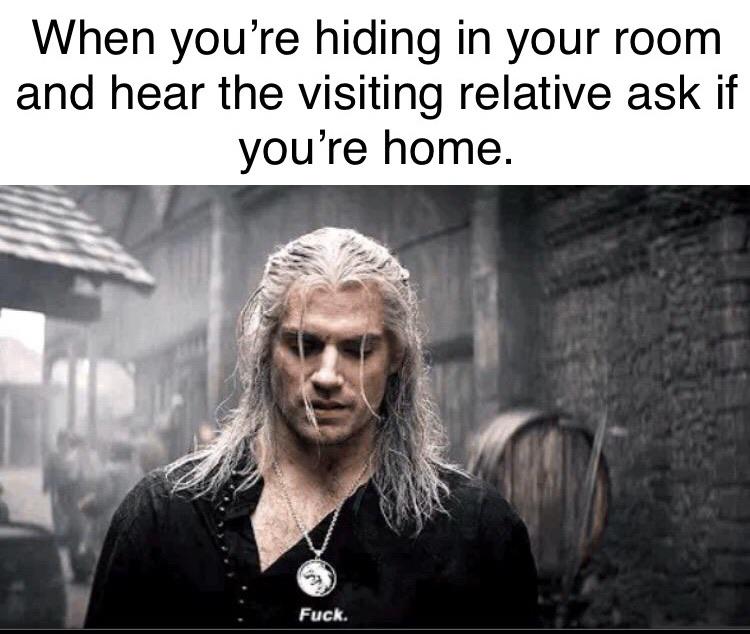 When you’re hiding in your room
and hear the visiting relative ask if
you’re home.
Fuck.